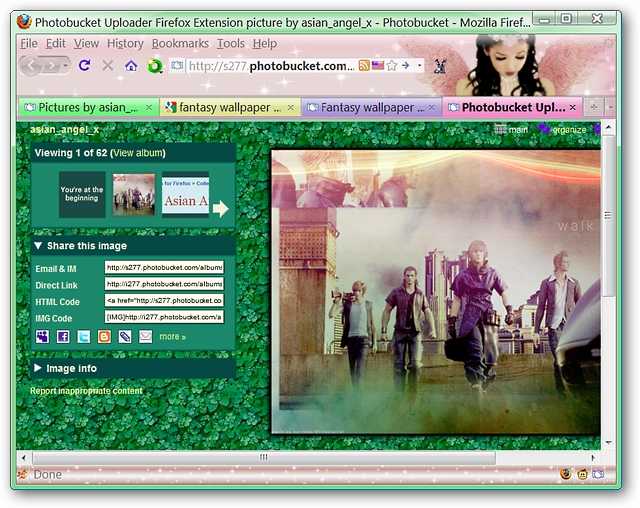 Photobucket Uploader Firefox Extension picture by asian_angel_x - Photobucket - Mozilla Firef...
File Edit View History Bookmarks Tools Help
http://s277.photobucket.com...
Pictures by asian_...
fantasy wallpaper ...
Fantasy wallpaper ...
Photobucket Upl...
asian_angel_x
main
organize
Viewing 1 of 62 (View album)
You're at the
beginning
for Firefox » Colle
Asian A
Share this image
Email & IM http://s277.photobucket.com/albums
Direct Link http://i277.photobucket.com/albums
HTML Code <a href="http://s277.photobucket.co
IMG Code [IMG]http://i277.photobucket.com/a
more »
Image info
Report inappropriate content
walk
Done